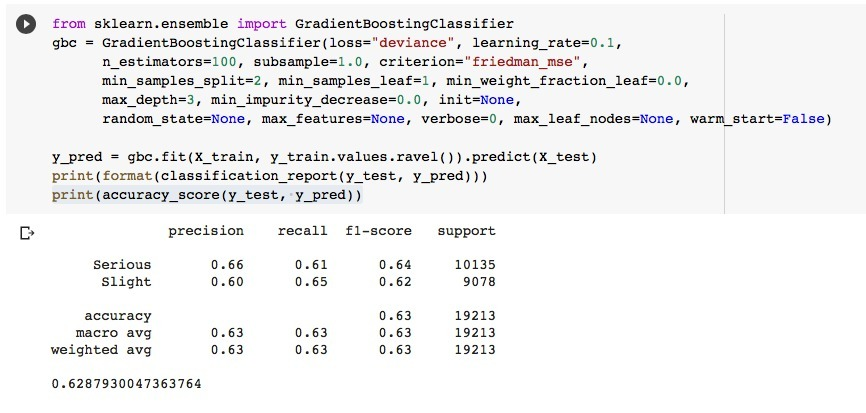 from sklearn.ensemble import GradientBoostingClassifier
gbc = GradientBoostingClassifier(loss="deviance", learning_rate=0.1,
n_estimators=100, subsample=1.0, criterion="friedman_mse",
min_samples_split=2, min_samples_leaf=1, min_weight_fraction_leaf=0.0,
max_depth=3, min_impurity_decrease=0.0, init=None,
random_state=None, max_features=None, verbose=0, max_leaf_nodes=None, warm_start=False)
y_pred = gbc.fit(X_train, y_train.values.ravel()).predict(X_test)
print(format(classification_report(y_test, y_pred)))
print(accuracy_score(y_test, y_pred))
precision recall f1-score support
Serious 0.66 0.61 0.64 10135
Slight 0.60 0.65 0.62 9078
accuracy 0.63 19213
macro avg 0.63 0.63 0.63 19213
weighted avg 0.63 0.63 0.63 19213
0.6287930047363764